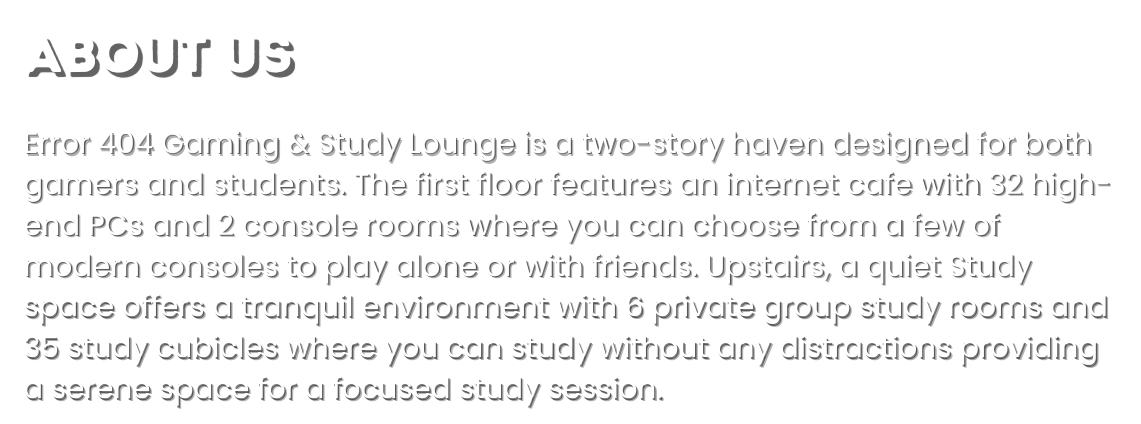 ABOUT US
Error 404 Gaming & Study Lounge is a two-story haven designed for both
gamers and students. The first floor features an internet cafe with 32 high-
end PCs and 2 console rooms where you can choose from a few of
modern consoles to play alone or with friends. Upstairs, a quiet Study
space offers a tranquil environment with 6 private group study rooms and
35 study cubicles where you can study without any distractions providing
a serene space for a focused study session.